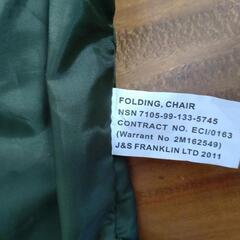 FOLDING, CHAIR
NSN 7105-99-133-5745
CONTRACT NO. ECI/0163
(Warrant No 2M162549)
J&S FRANKLIN LTD 2011